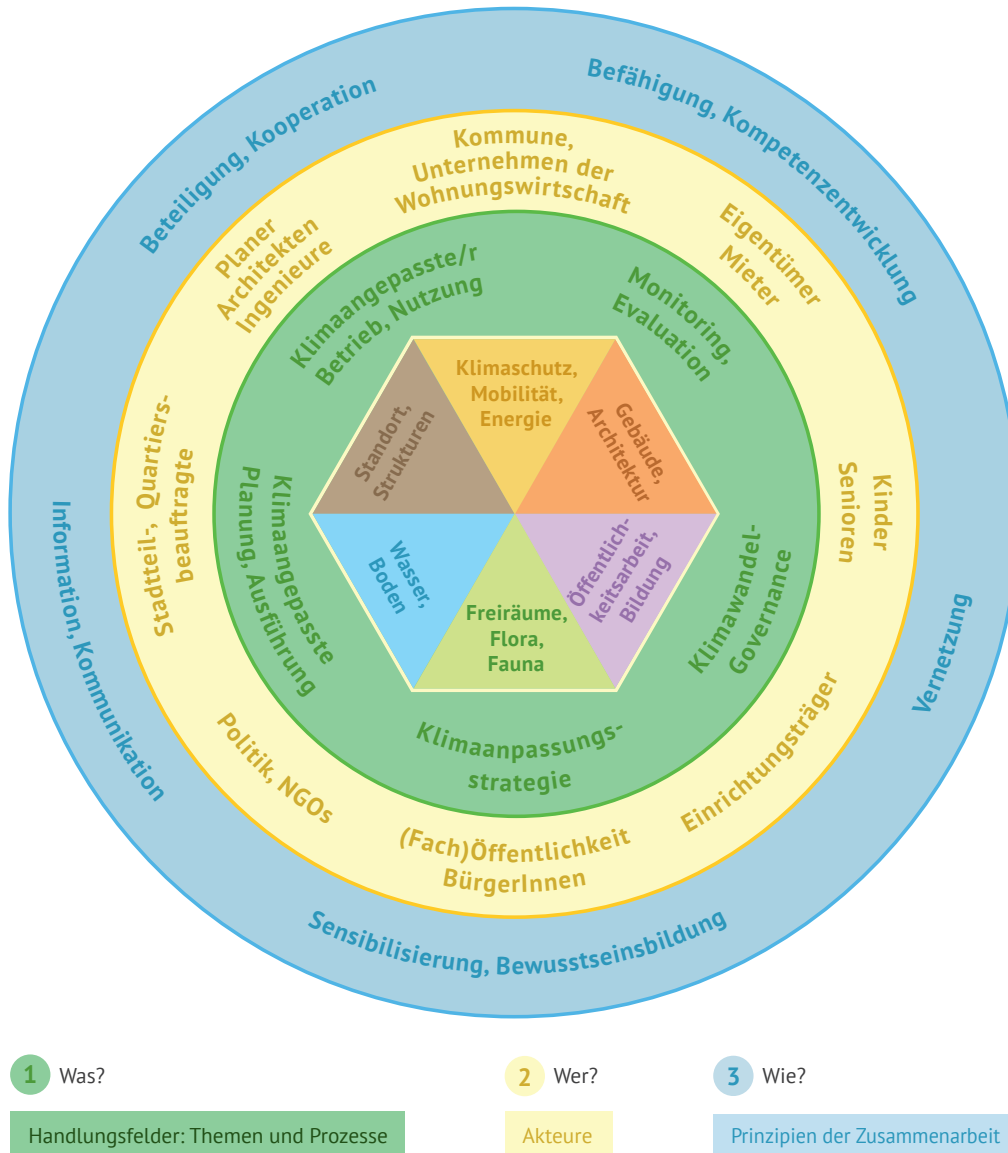 Beteiligung, Kooperation
Befähigung, Kompetenzentwicklung
Kommune,
Unternehmen der
Wohnungswirtschaft
Planer
Architekten
Ingenieure
Eigentümer
Mieter
Klimaangepasste/r
Betrieb, Nutzung
Monitoring,
Evaluation
Klimaschutz,
Mobilität,
Energie
Standort,
Strukturen
Gebäude,
Architektur
Stadtteil-, Quartiers-
beauftragte
Klimaangepasste
Planung, Ausführung
Kinder
Senioren
Wasser,
Boden
Freiräume,
Flora,
Fauna
Öffentlich-
keitsarbeit,
Bildung
Klimawandel-
Governance
Information, Kommunikation
Vernetzung
Klimaanpassungs-
strategie
Politik, NGOs
Einrichtungsträger
(Fach)Öffentlichkeit
BürgerInnen
Sensibilisierung, Bewusstseinsbildung
1 Was?
2 Wer?
3 Wie?
Handlungsfelder: Themen und Prozesse
Akteure
Prinzipien der Zusammenarbeit